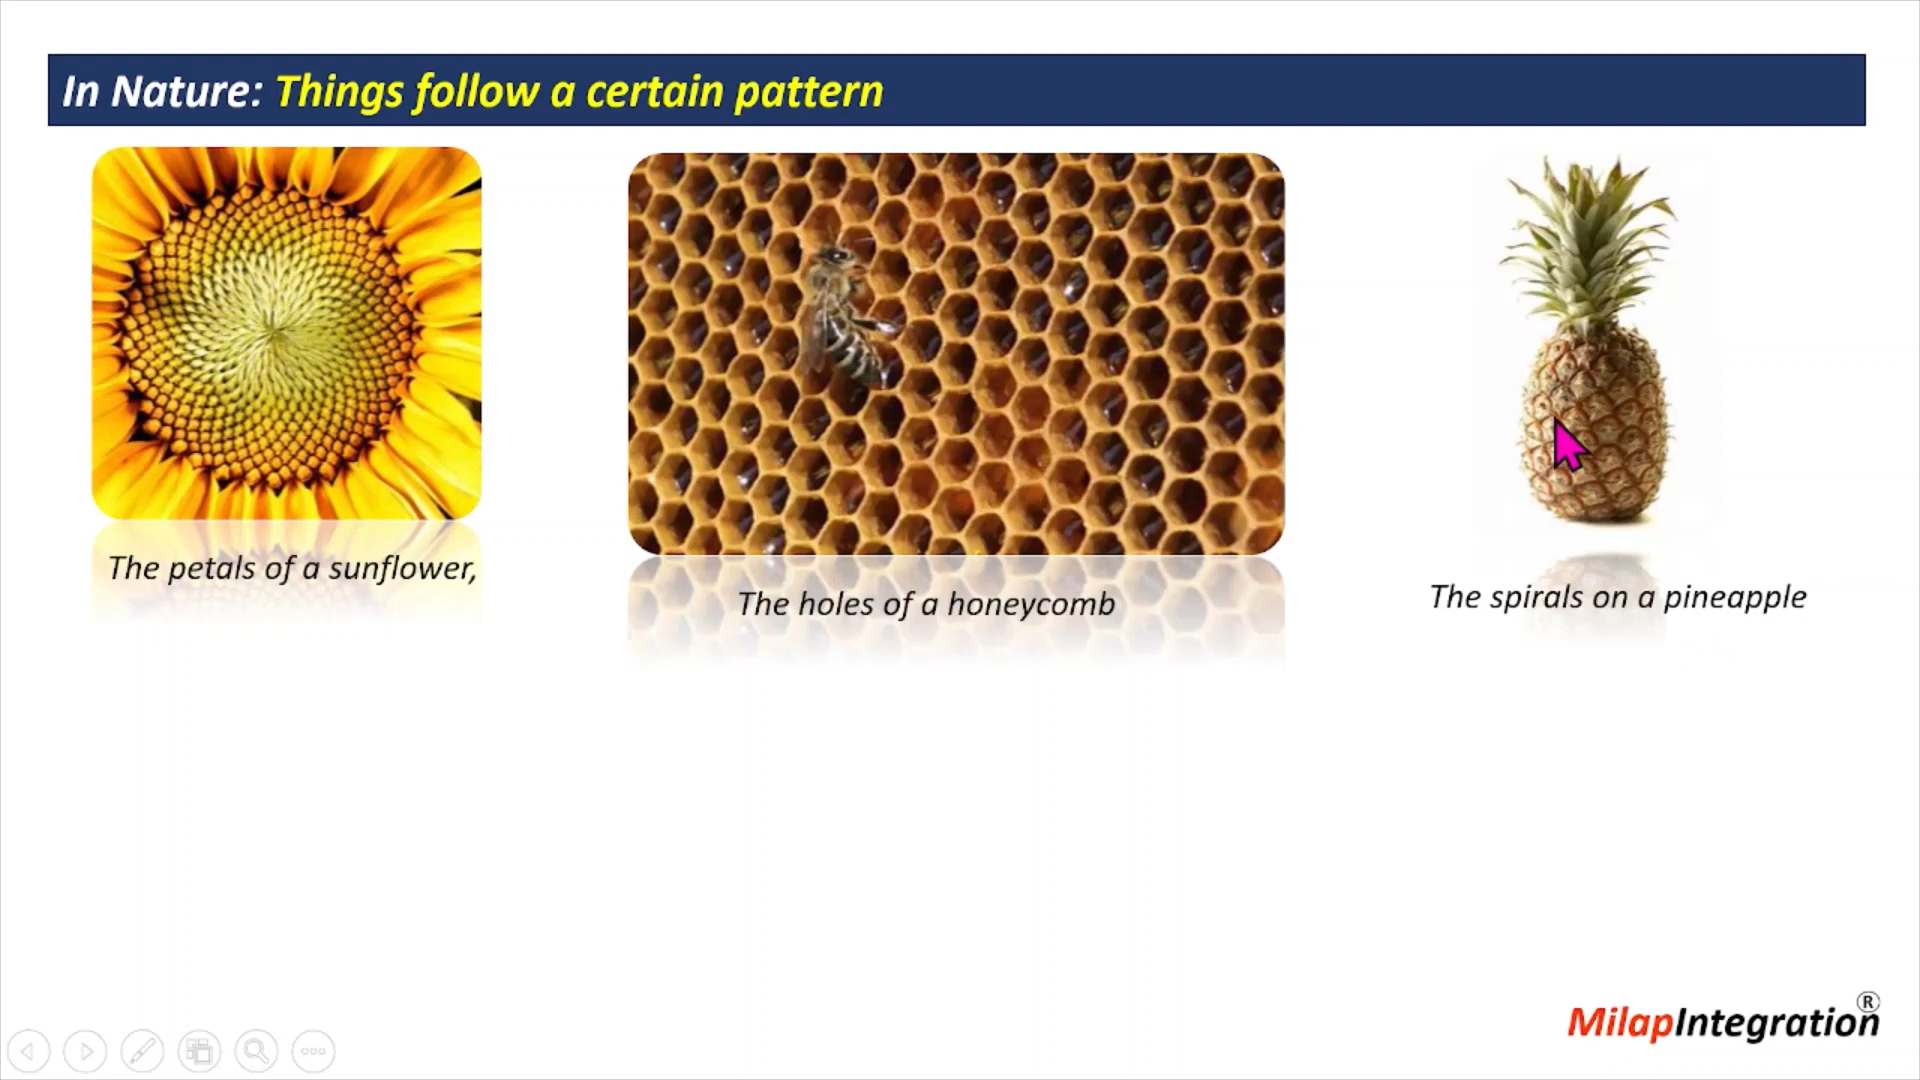 In Nature: Things follow a certain pattern
The petals of a sunflower,
The holes of a honeycomb
The spirals on a pineapple
MilapIntegration®